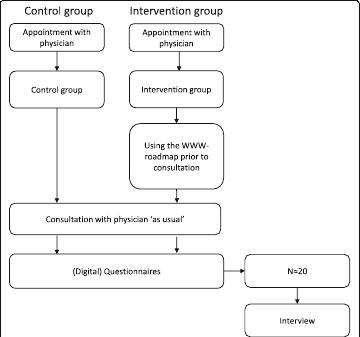 Control group
Intervention group
Appointment with
physician
Appointment with
physician
Control group
Intervention group
Using the WWW-
roadmap prior to
consultation
Consultation with physician ‘as usual’
(Digital) Questionnaires
N≈20
Interview